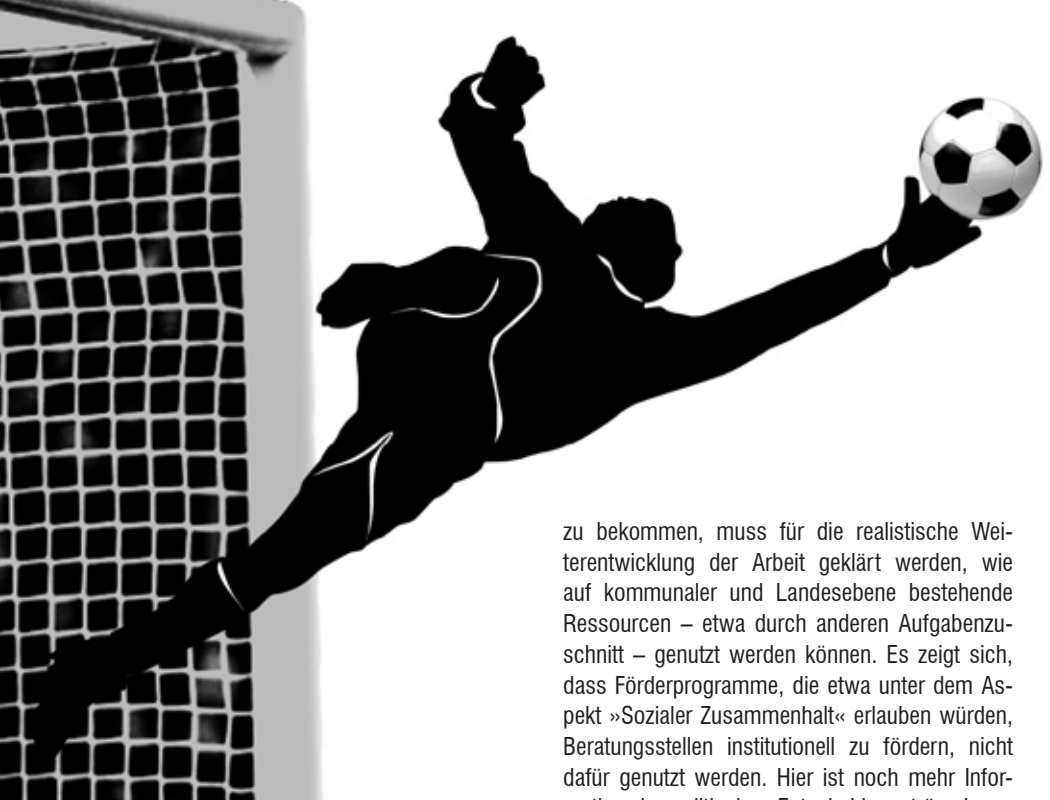 zu bekommen, muss für die realistische Wei-
terentwicklung der Arbeit geklärt werden, wie
auf kommunaler und Landesebene bestehende
Ressourcen – etwa durch anderen Aufgabenzu-
schnitt – genutzt werden können. Es zeigt sich,
dass Förderprogramme, die etwa unter dem As-
pekt »Sozialer Zusammenhalt« erlauben würden,
Beratungsstellen institutionell zu fördern, nicht
dafür genutzt werden. Hier ist noch mehr Infor-